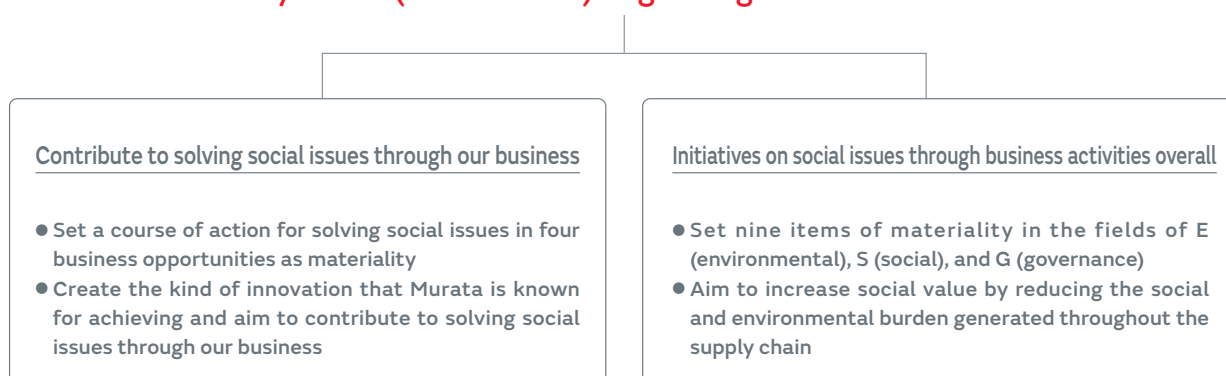 Contribute to solving social issues through our business
● Set a course of action for solving social issues in four
business opportunities as materiality
● Create the kind of innovation that Murata is known
for achieving and aim to contribute to solving social
issues through our business
Initiatives on social issues through business activities overall
● Set nine items of materiality in the fields of E
(environmental), S (social), and G (governance)
● Aim to increase social value by reducing the social
and environmental burden generated throughout the
supply chain